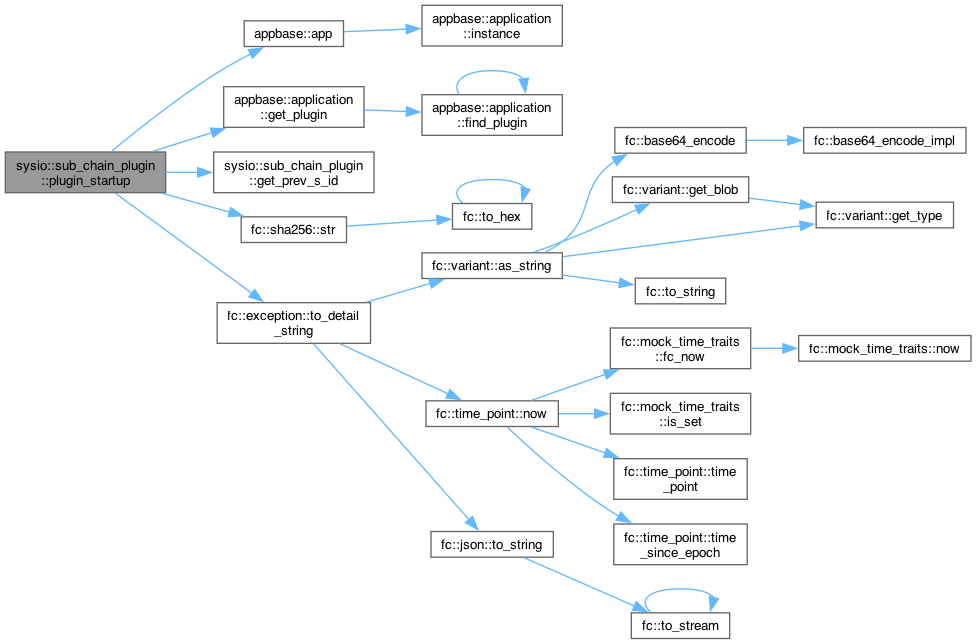 sysio::sub_chain_plugin
::plugin_startup
appbase::app
appbase::application
::instance
appbase::application
::get_plugin
appbase::application
::find_plugin
sysio::sub_chain_plugin
::get_prev_s_id
fc::sha256::str
fc::to_hex
fc::exception::to_detail
_string
fc::variant::as_string
fc::base64_encode
fc::base64_encode_impl
fc::variant::get_blob
fc::variant::get_type
fc::to_string
fc::time_point::now
fc::mock_time_traits
::fc_now
fc::mock_time_traits::now
fc::mock_time_traits
::is_set
fc::time_point::time
_point
fc::time_point::time
_since_epoch
fc::json::to_string
fc::to_stream